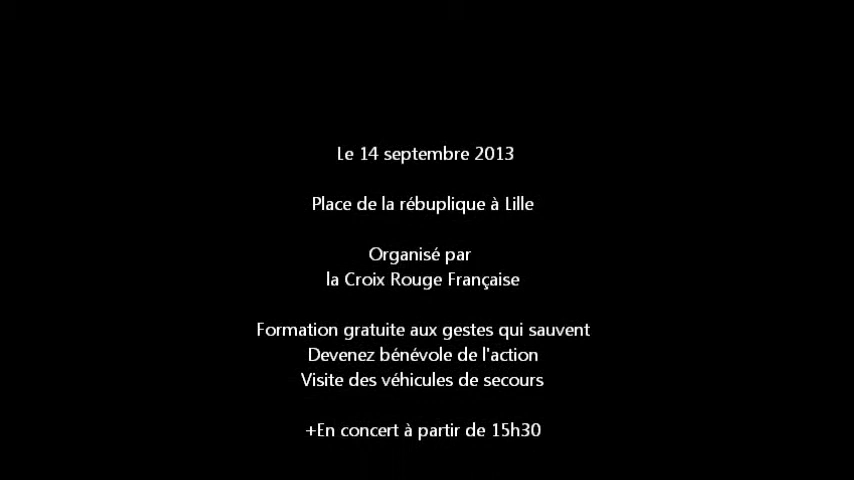 Le 14 septembre 2013
Place de la rébuplique à Lille
Organisé par
la Croix Rouge Française
Formation gratuite aux gestes qui sauvent
Devenez bénévole de l'action
Visite des véhicules de secours
+En concert à partir de 15h30